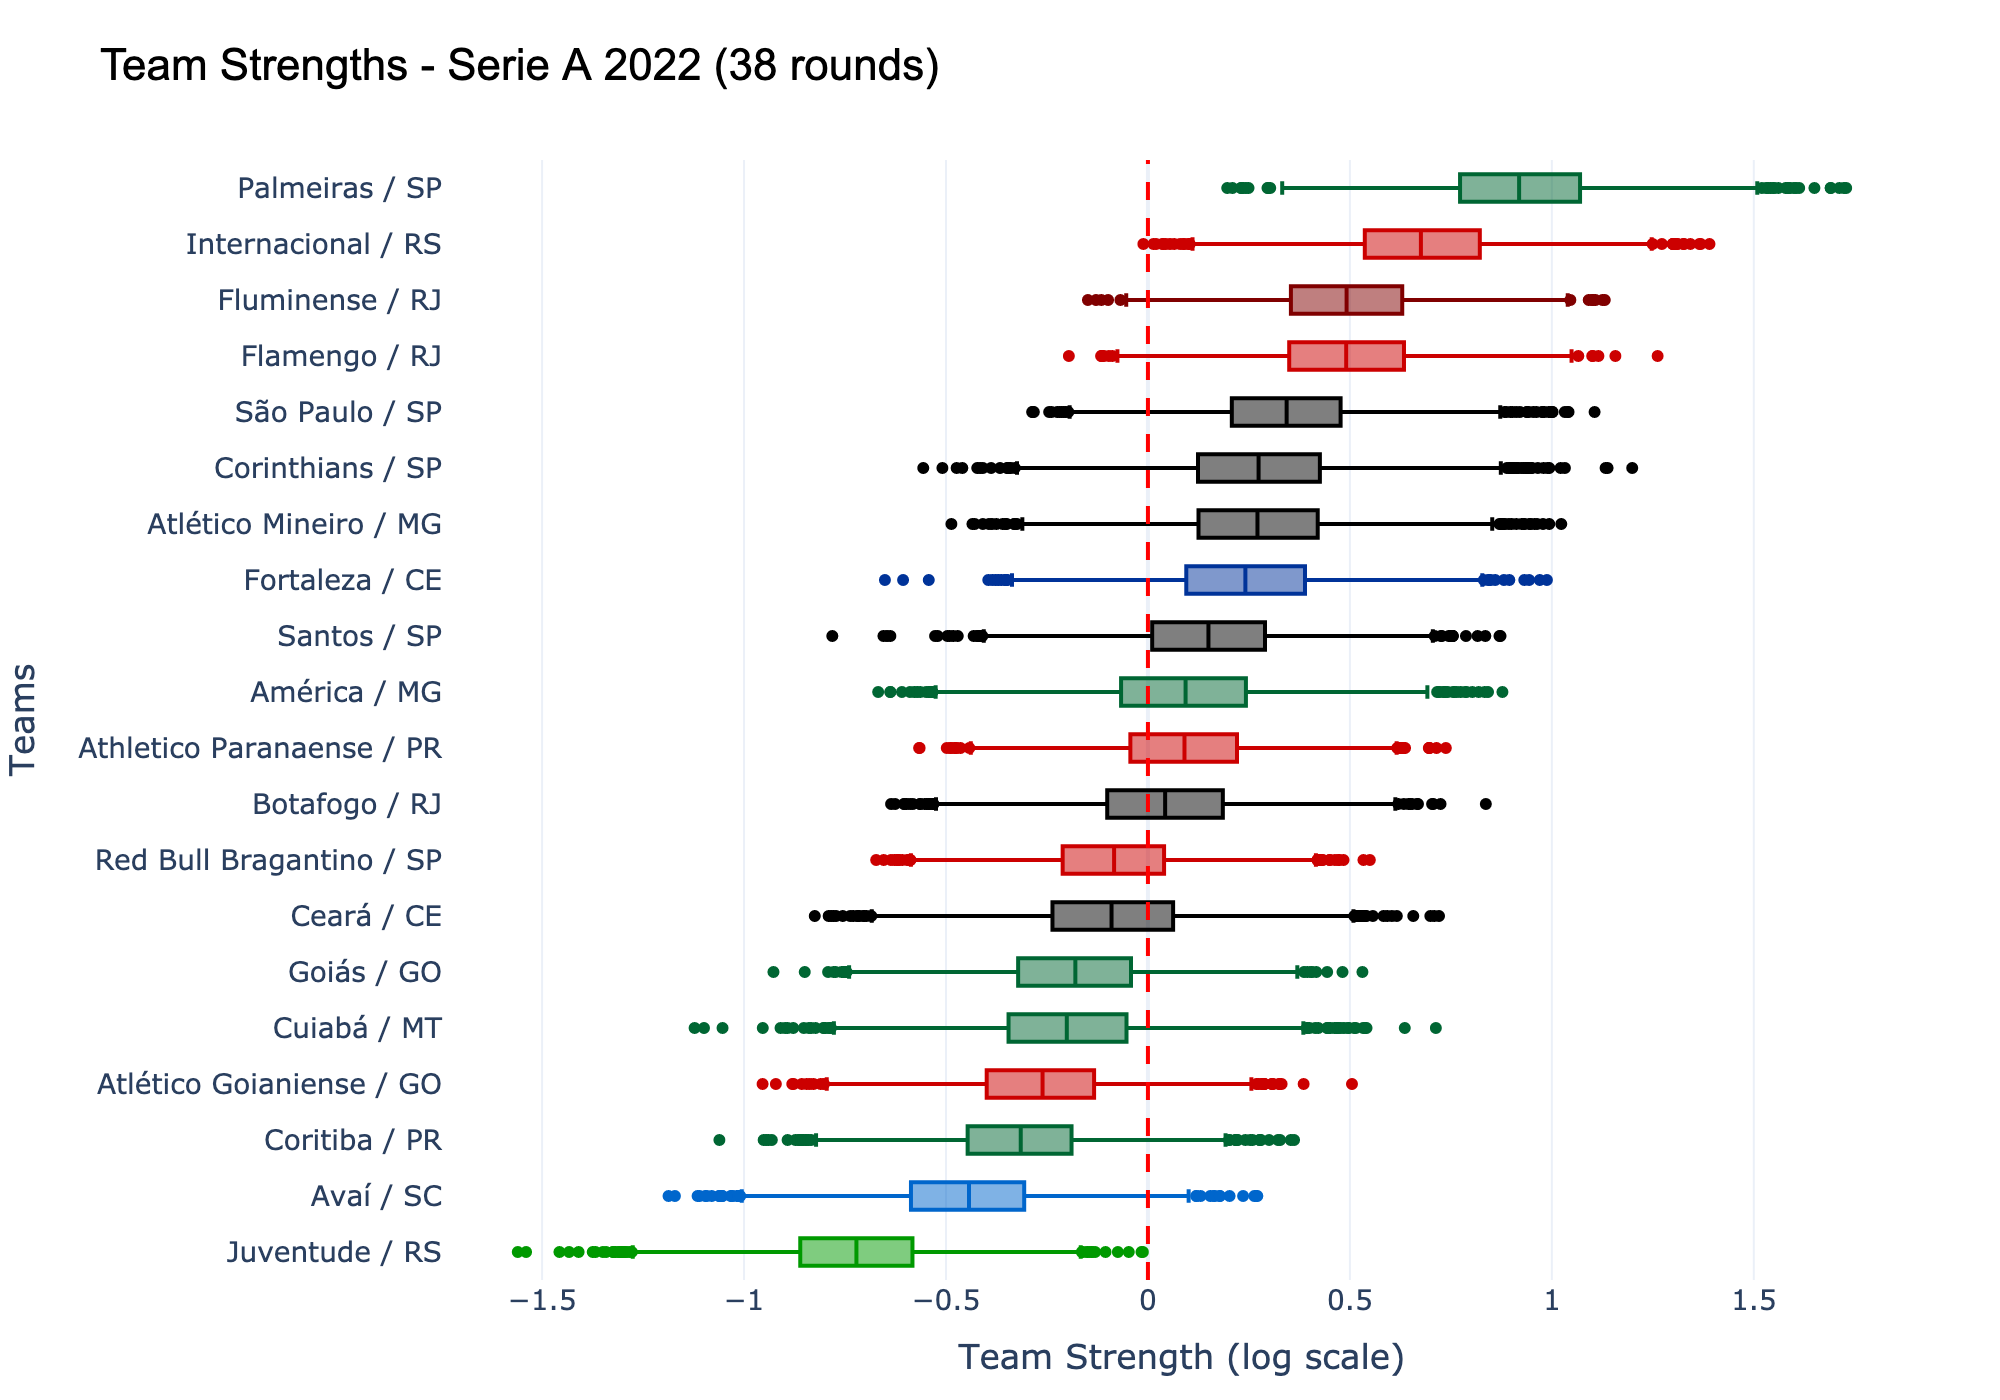 Team Strengths - Serie A 2022 (38 rounds)
Palmeiras / SP
Internacional / RS
Fluminense / RJ
Flamengo / RJ
São Paulo / SP
Corinthians / SP
Atlético Mineiro / MG
Fortaleza / CE
Santos / SP
América / MG
Athletico Paranaense / PR
Botafogo / RJ
Red Bull Bragantino / SP
Ceará / CE
Goiás / GO
Cuiabá / MT
Atlético Goianiense / GO
Coritiba / PR
Avaí / SC
Juventude / RS
Teams
−1.5 −1 −0.5 0 0.5 1 1.5
Team Strength (log scale)